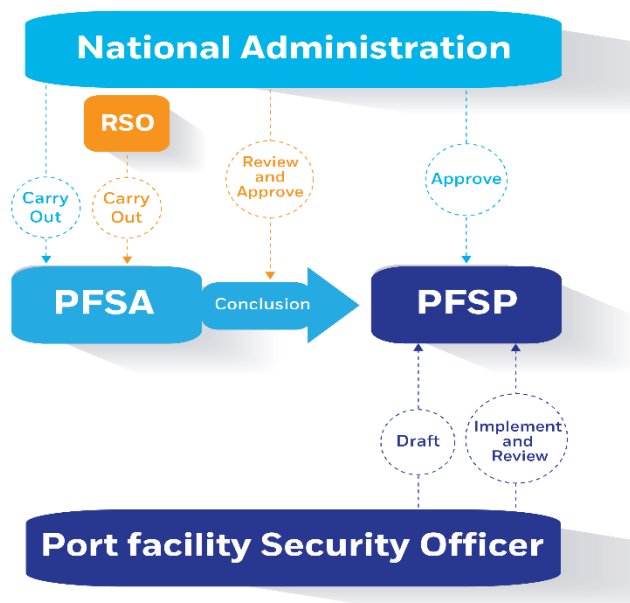 National Administration
RSO
Carry
Out
Carry
Out
Review
and
Approve
Approve
PFSA
Conclusion
PFSP
Draft
Implement
and
Review
Port facility Security Officer